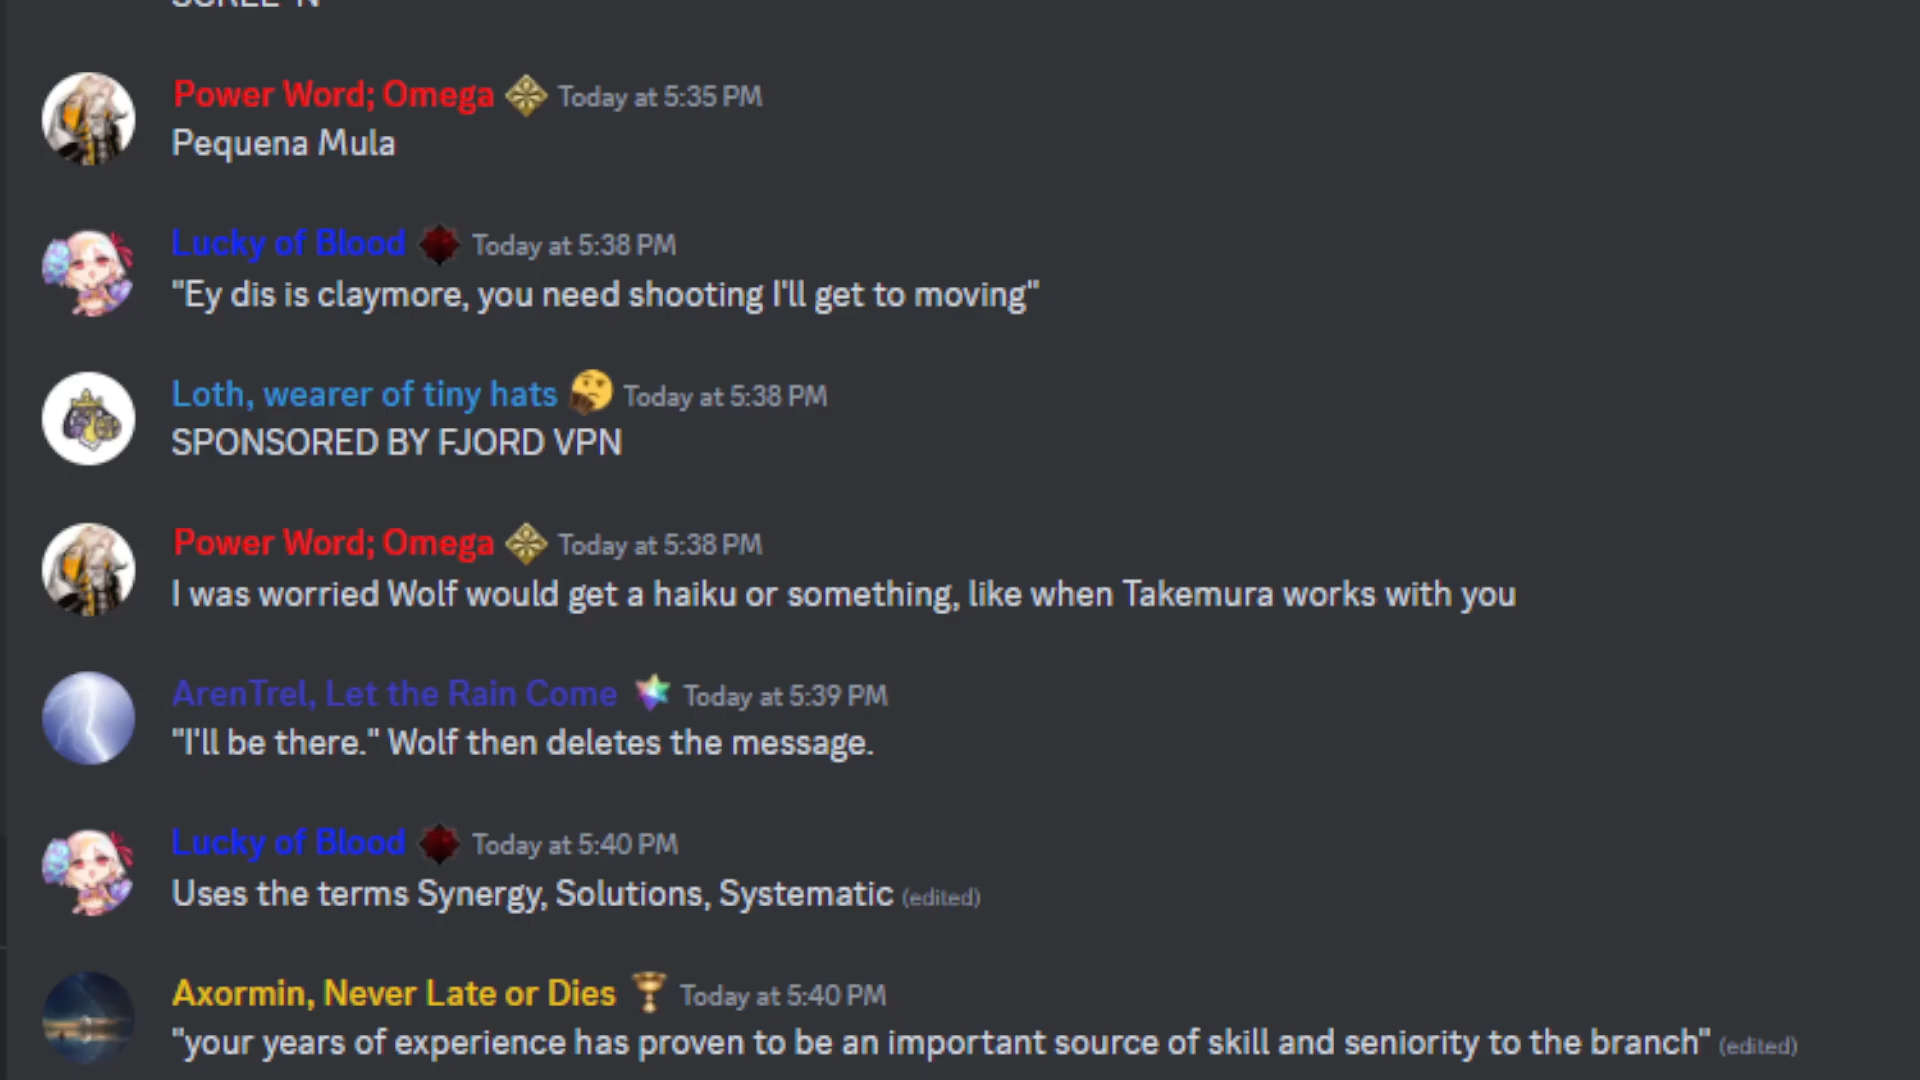 Power Word; Omega Today at 5:35 PM
Pequena Mula
Lucky of Blood Today at 5:38 PM
"Ey dis is claymore, you need shooting I'll get to moving"
Loth, wearer of tiny hats Today at 5:38 PM
SPONSORED BY FJORD VPN
Power Word; Omega Today at 5:38 PM
I was worried Wolf would get a haiku or something, like when Takemura works with you
ArenTrel, Let the Rain Come Today at 5:39 PM
"I'll be there." Wolf then deletes the message.
Lucky of Blood Today at 5:40 PM
Uses the terms Synergy, Solutions, Systematic (edited)
Axormin, Never Late or Dies Today at 5:40 PM
"your years of experience has proven to be an important source of skill and seniority to the branch" (edited)